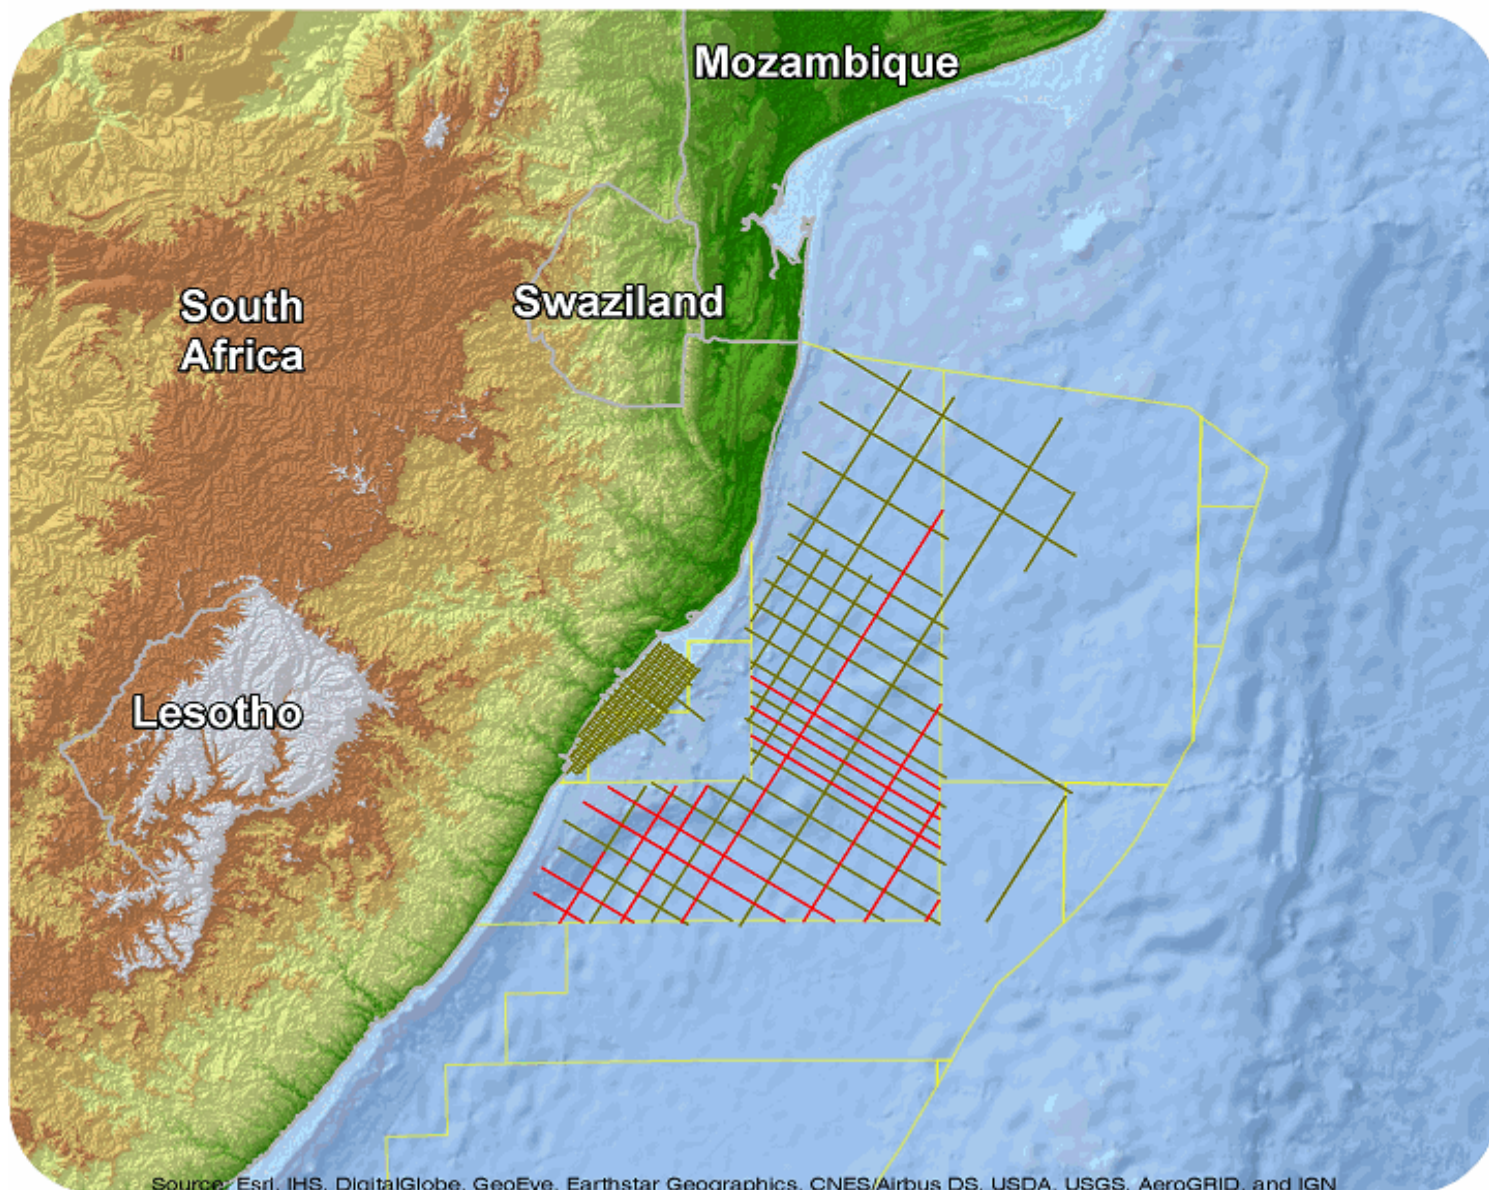 Mozambique
South
Africa
Swaziland
Lesotho
Source: Esri, IHS, DigitalGlobe, GeoEye, Earthstar Geographics, CNES/Airbus DS, USDA, USGS, AeroGRID, and IGN